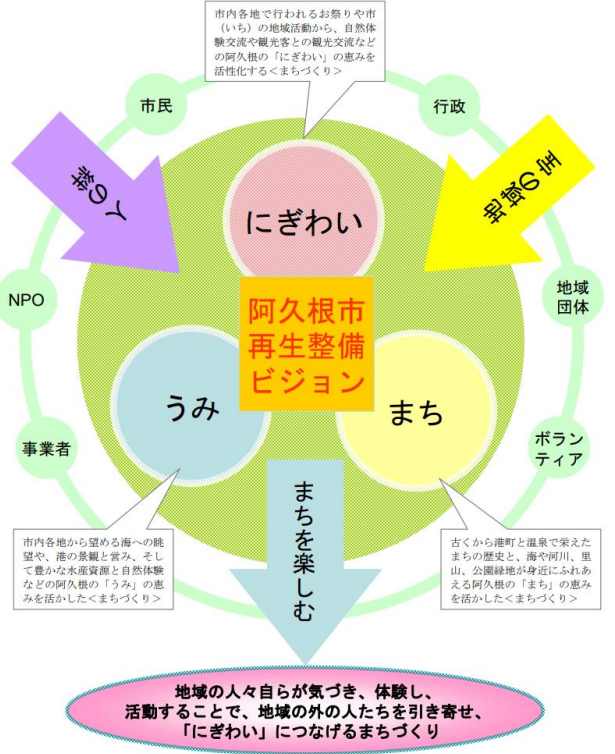 市内各地で行われるお祭りや市
（いち）の地域活動から、自然体
験交流や観光客との観光交流など
の阿久根の「にぎわい」の恵みを
活性化する＜まちづくり＞
市民
行政
人の絆
地域の宝
にぎわい
NPO
地域
団体
阿久根市
再生整備
ビジョン
うみ
まち
事業者
ボラン
ティア
まちを楽しむ
市内各地から望める海への眺
望や、港の景観と営み、そして
豊かな水産資源と自然体験
などの阿久根の「うみ」の恵
みを活かした＜まちづくり＞
古くから港町と温泉で栄えた
まちの歴史と、海や河川、里
山、公園緑地が身近にふれあ
える阿久根の「まち」の恵み
を活かした＜まちづくり＞
地域の人々自らが気づき、体験し、
活動することで、地域の外の人たちを引き寄せ、
「にぎわい」につなげるまちづくり